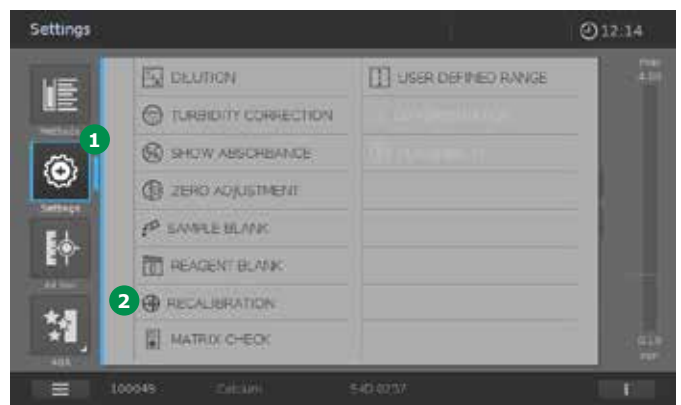 Settings
12:14
DILUTION
USER DEFINED RANGE
TURBIDITY CORRECTION
SHOW ABSORBANCE
ZERO ADJUSTMENT
SAMPLE BLANK
REAGENT BLANK
RECALIBRATION
MATRIX CHECK
1
Methods
Settings
2
100049
Calcium